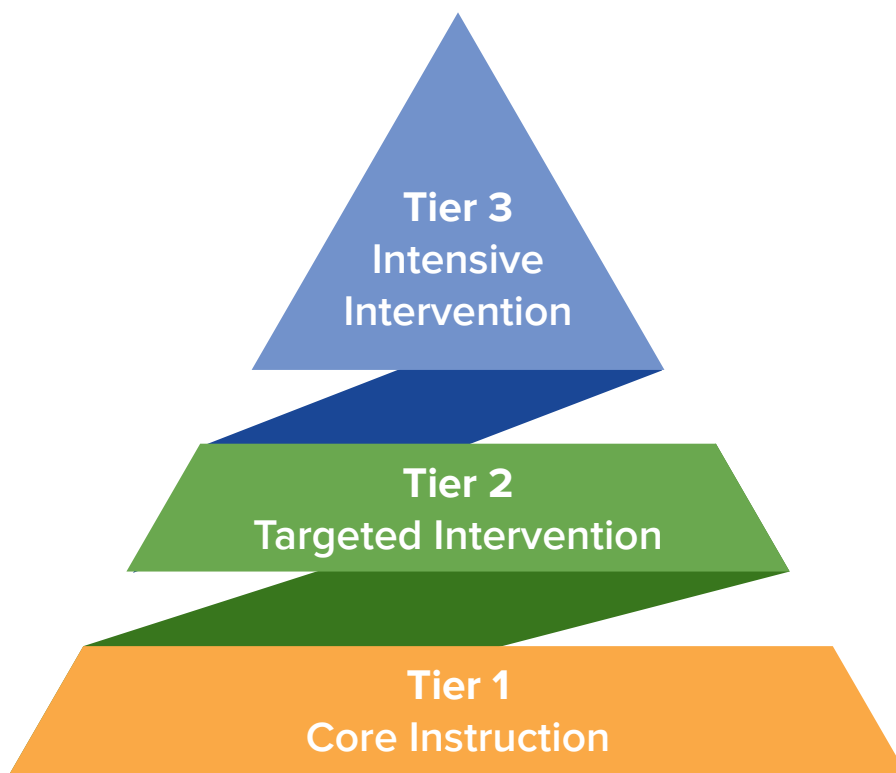 Tier 3
Intensive
Intervention
Tier 2
Targeted Intervention
Tier 1
Core Instruction